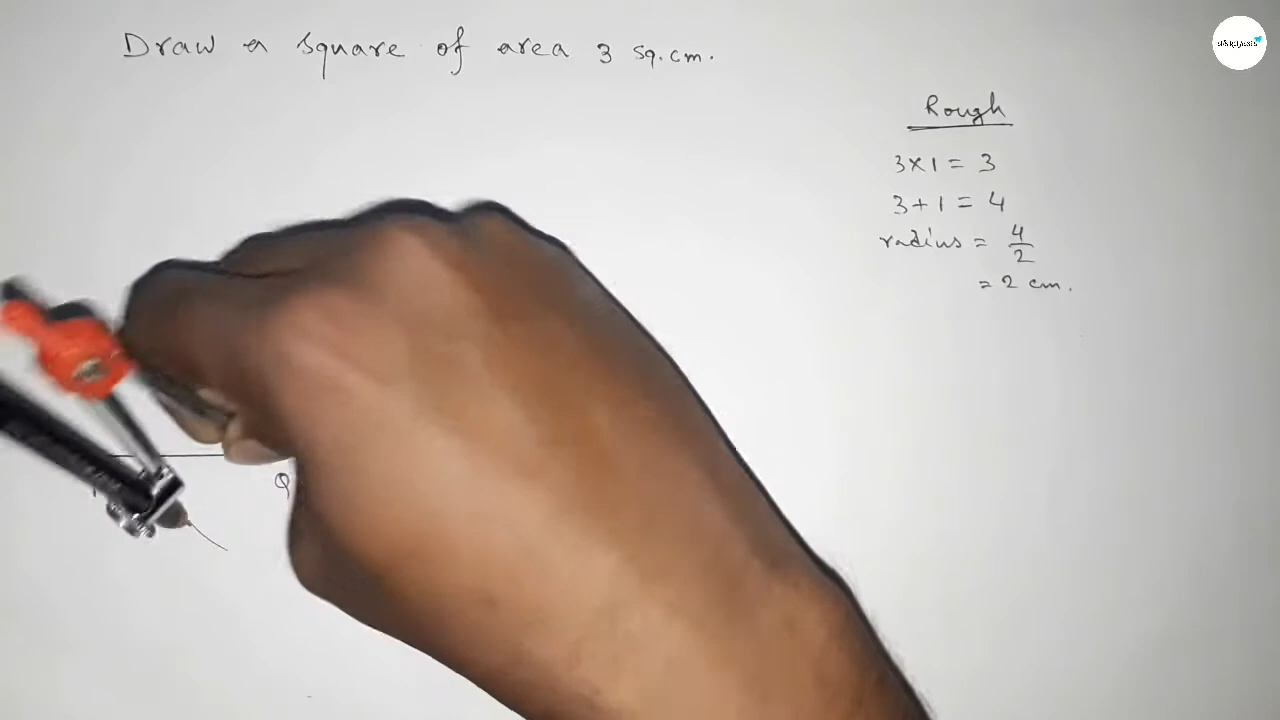 Draw a square of area 3 sq.cm.
Rough
3×1 = 3
3+1 = 4
radius = 4/2
= 2 cm.
Q